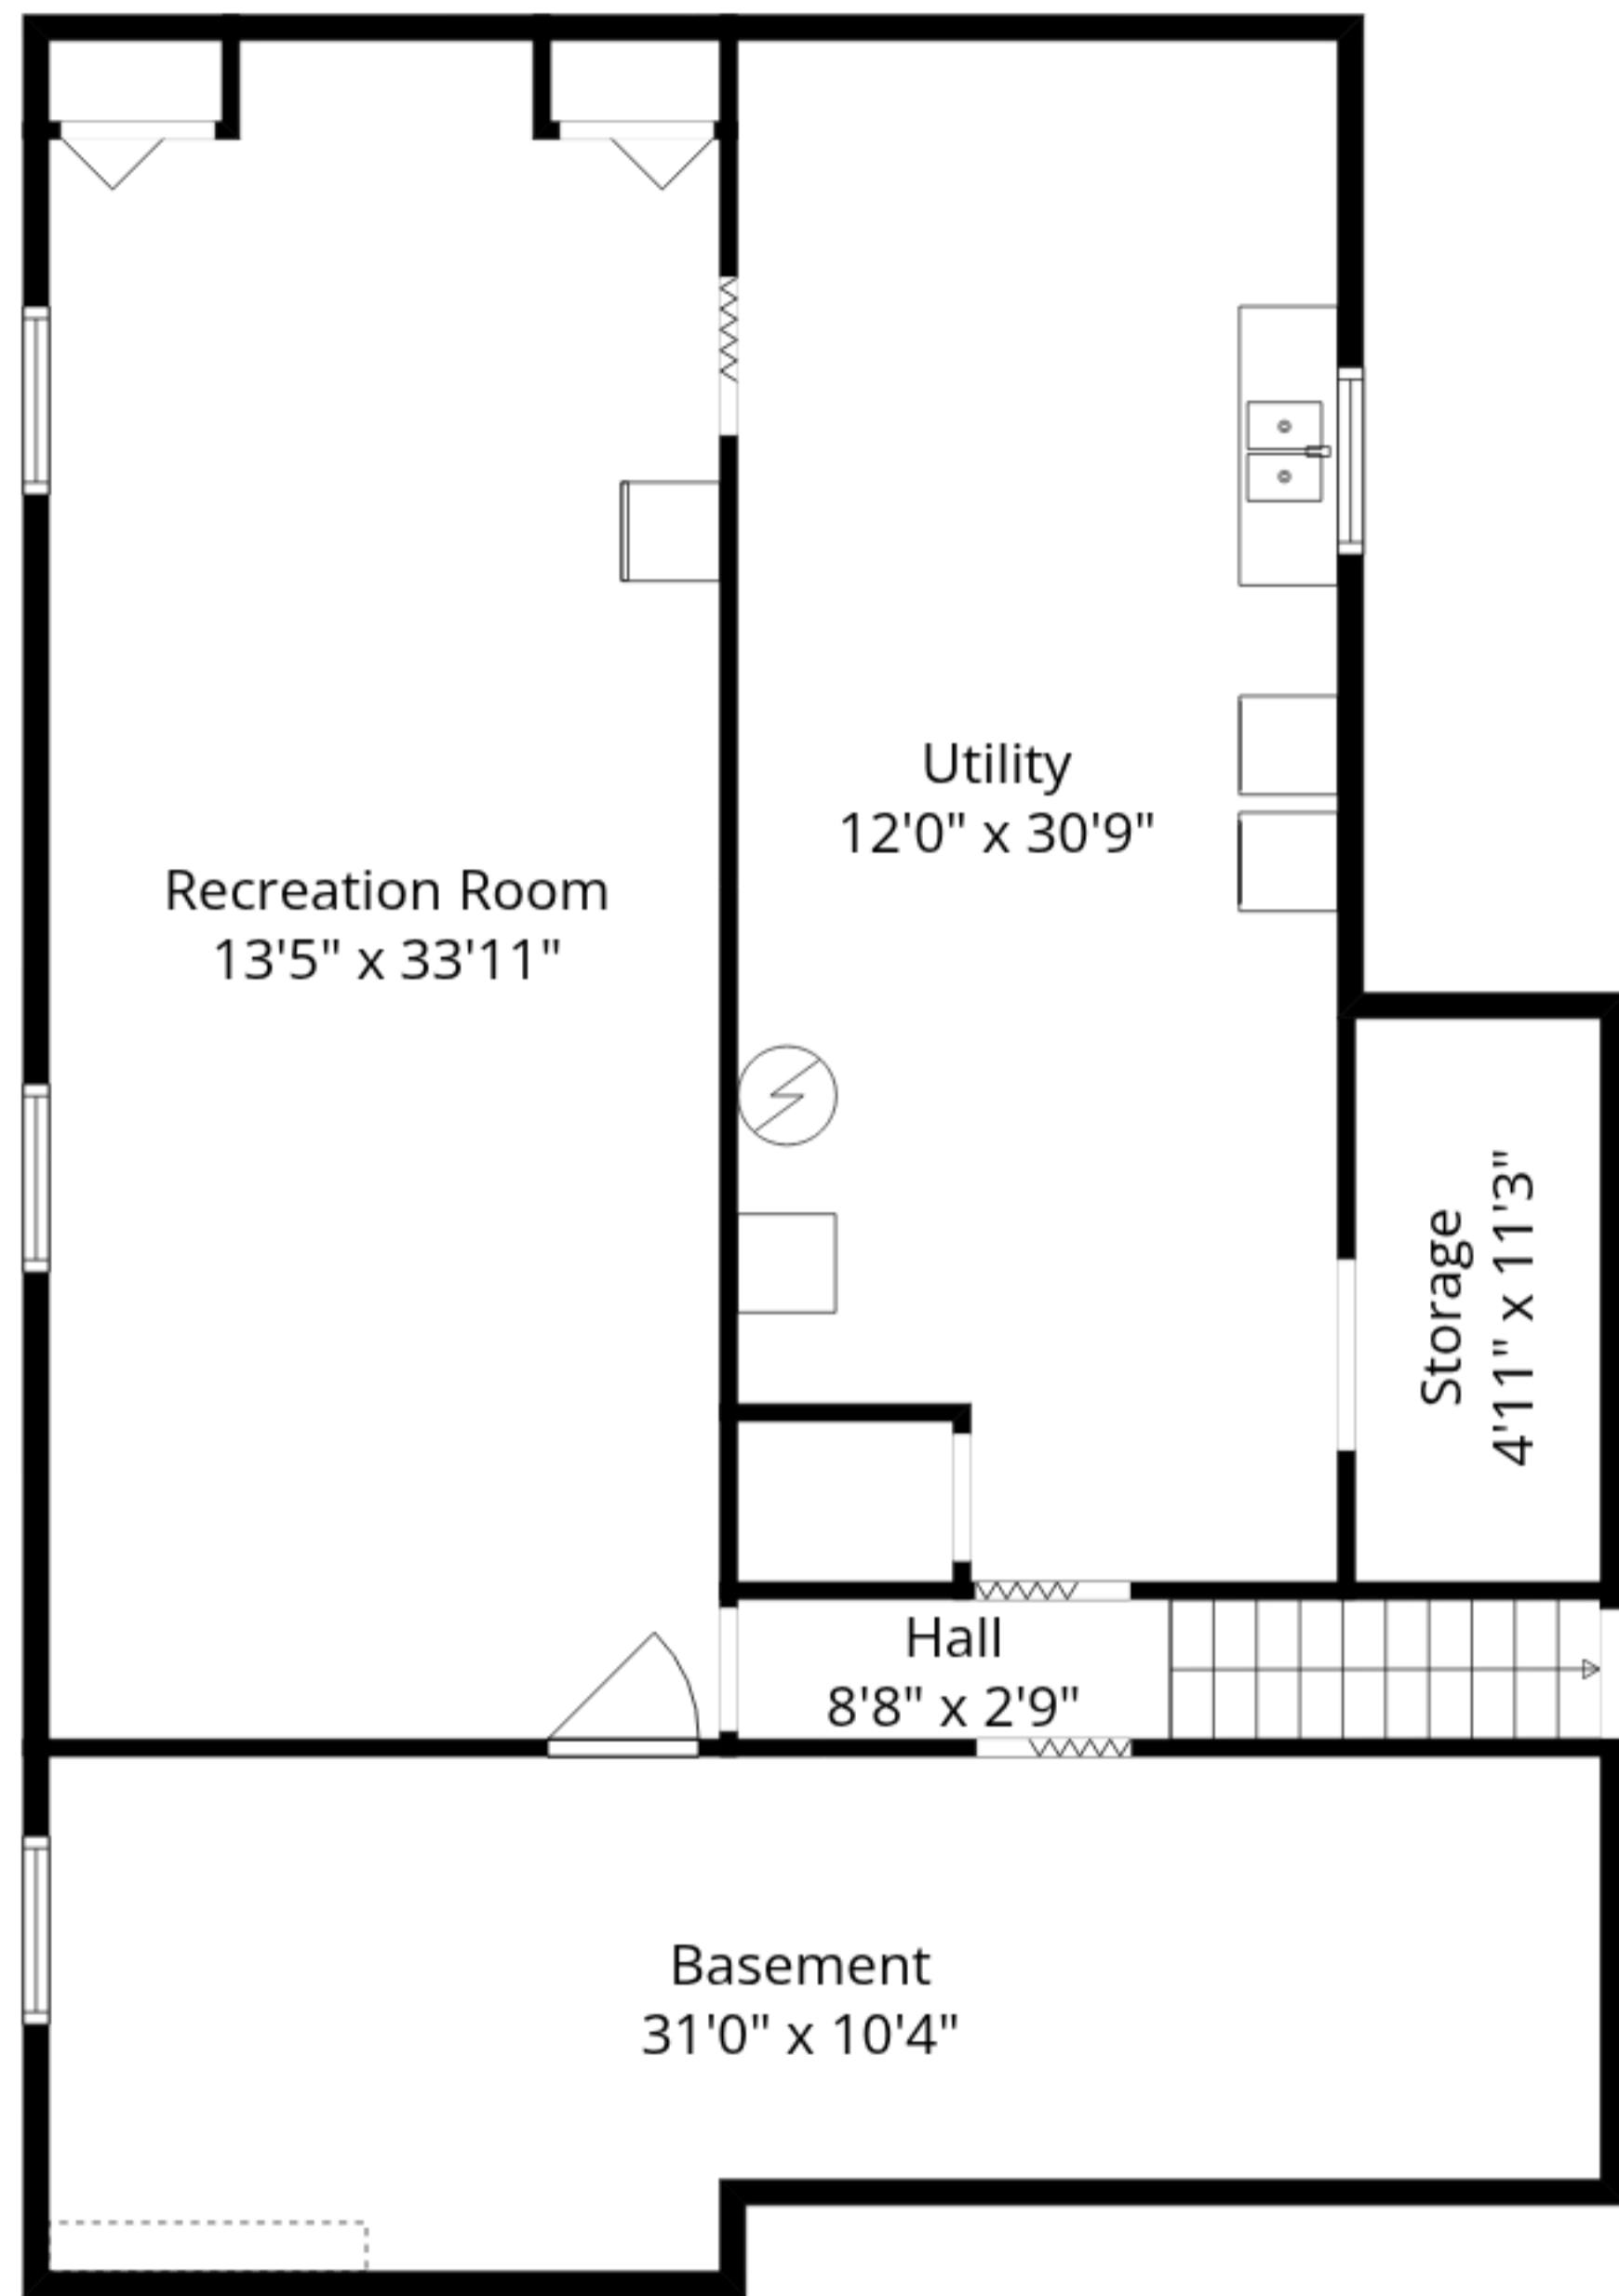 Utility
12'0" x 30'9"
Recreation Room
13'5" x 33'11"
Storage
4'11" x 11'3"
Hall
8'8" x 2'9"
Basement
31'0" x 10'4"